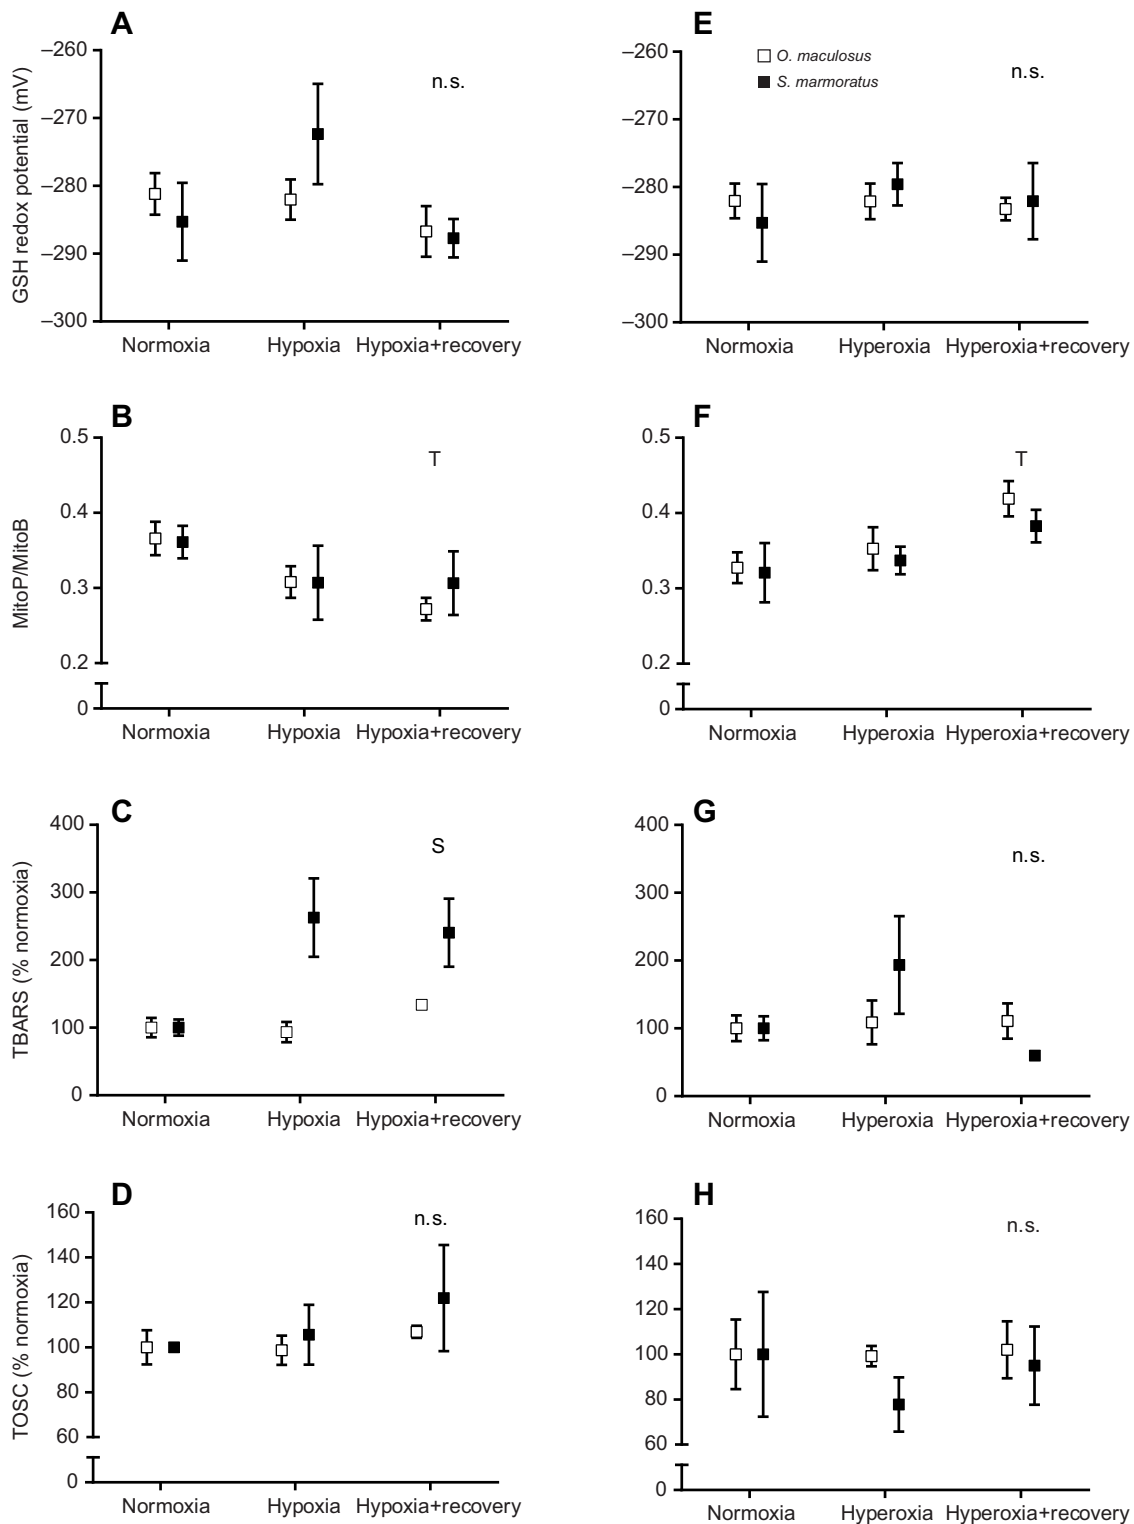 A
GSH redox potential (mV)
–260
–270
–280
–290
–300
n.s.
Normoxia
Hypoxia
Hypoxia+recovery
E
–260
–270
–280
–290
–300
O. maculosus
S. marmoratus
n.s.
Normoxia
Hyperoxia
Hyperoxia+recovery
B
MitoP/MitoB
0.5
0.4
0.3
0.2
0
T
Normoxia
Hypoxia
Hypoxia+recovery
F
0.5
0.4
0.3
0.2
0
T
Normoxia
Hyperoxia
Hyperoxia+recovery
C
TBARS (% normoxia)
400
300
200
100
0
S
Normoxia
Hypoxia
Hypoxia+recovery
G
400
300
200
100
0
n.s.
Normoxia
Hyperoxia
Hyperoxia+recovery
D
TOSC (% normoxia)
160
140
120
100
80
60
0
n.s.
Normoxia
Hypoxia
Hypoxia+recovery
H
160
140
120
100
80
60
0
n.s.
Normoxia
Hyperoxia
Hyperoxia+recovery